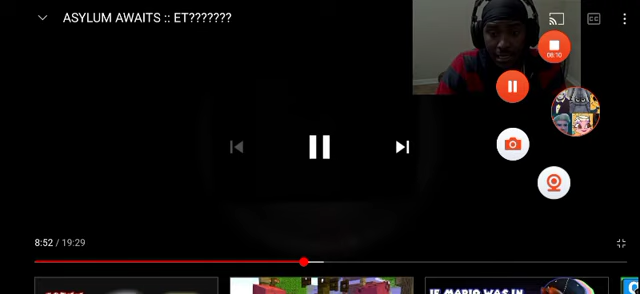 ASYLUM AWAITS :: ET???????
CC
08/10
8:52 / 19:29
IF MARIO WAS IN